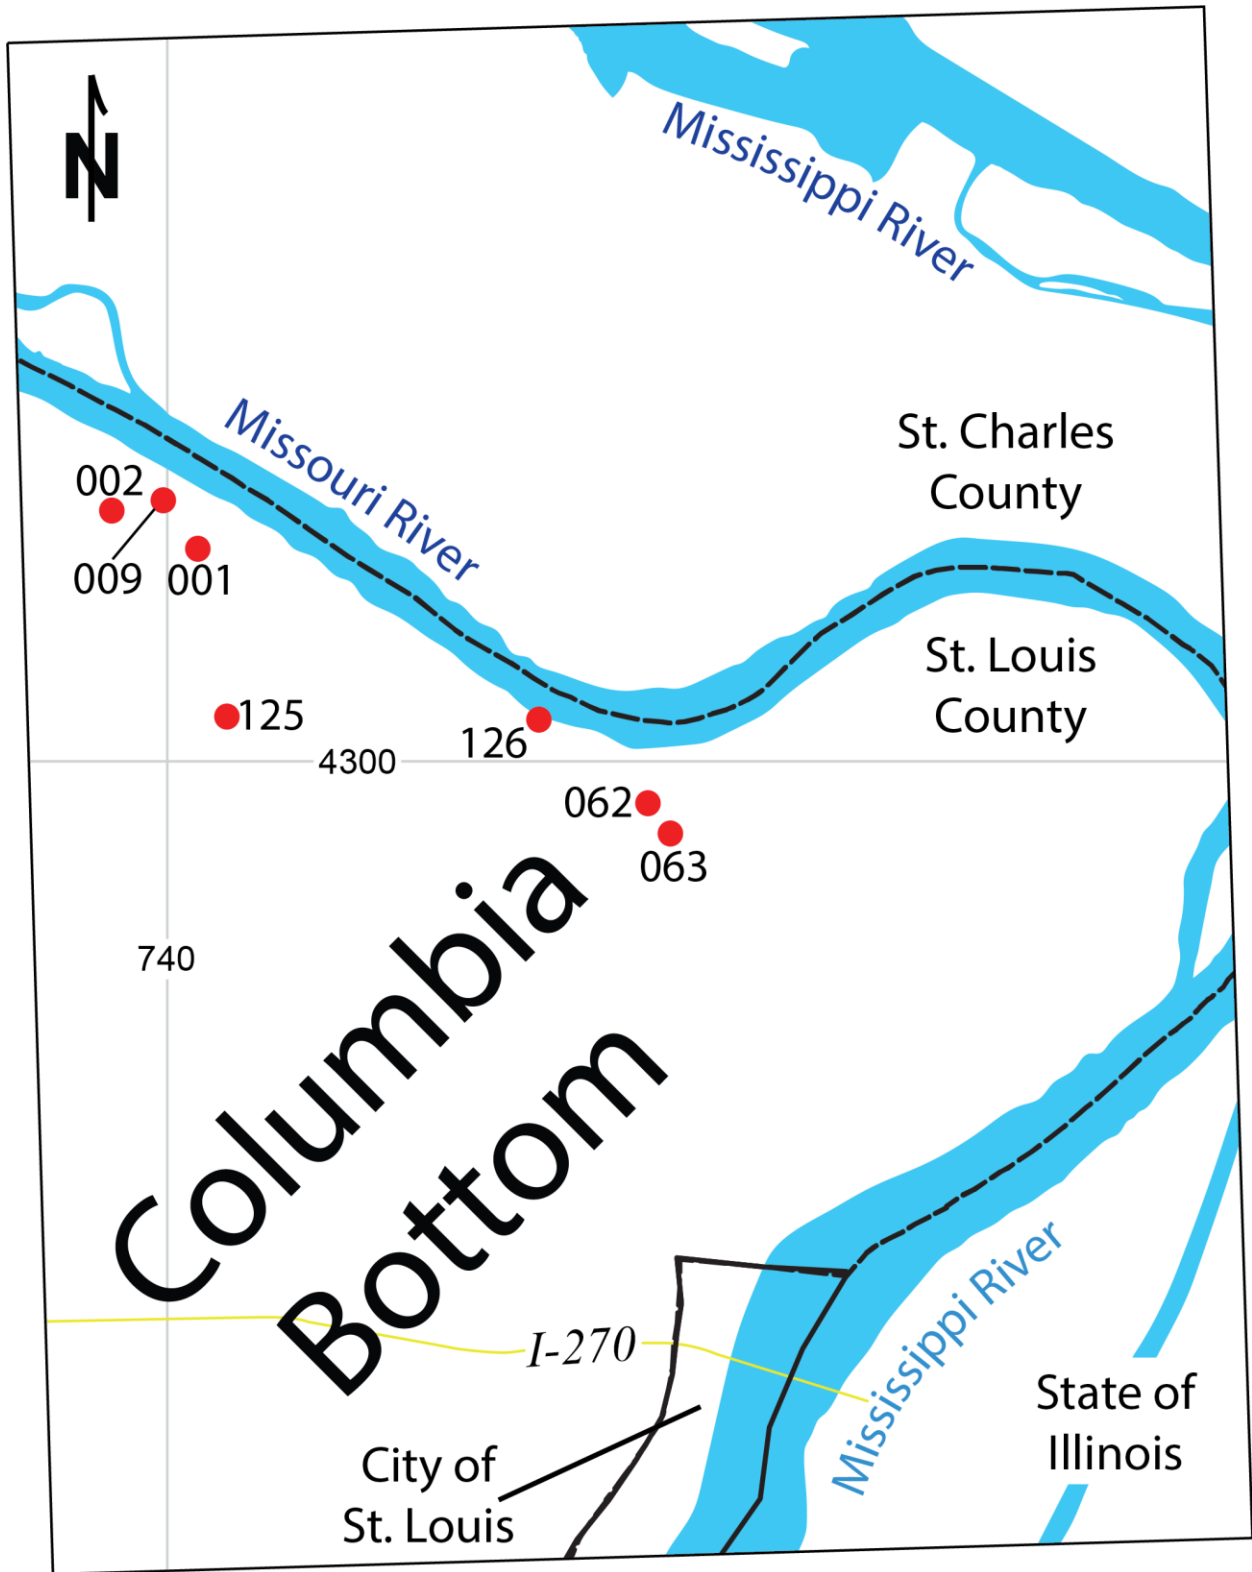 N
Mississippi River
Missouri River
St. Charles
County
002
009
001
St. Louis
County
125
126
4300
062
063
740
Columbia
Bottom
I-270
Mississippi River
State of
Illinois
City of
St. Louis